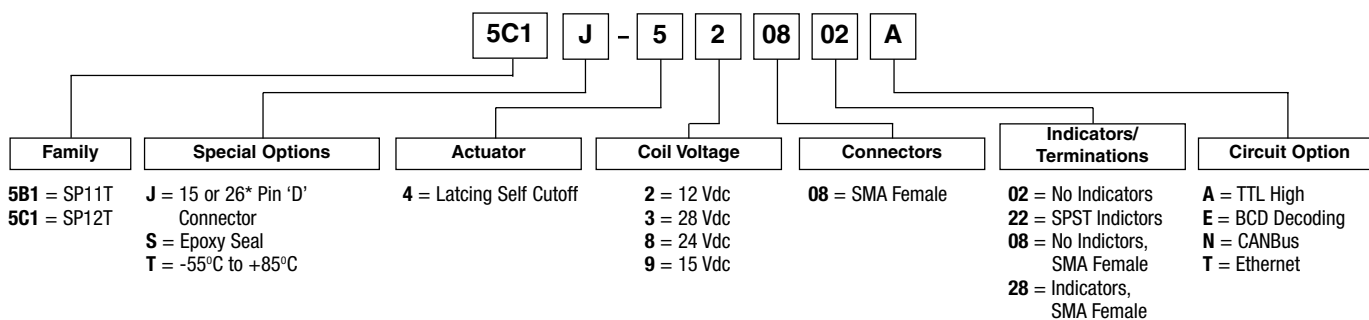 5C1 J – 5 2 08 02 A
Family
5B1 = SP11T
5C1 = SP12T
Special Options
J = 15 or 26* Pin ‘D’
Connector
S = Epoxy Seal
T = -55ºC to +85ºC
Actuator
4 = Latcing Self Cutoff
Coil Voltage
2 = 12 Vdc
3 = 28 Vdc
8 = 24 Vdc
9 = 15 Vdc
Connectors
08 = SMA Female
Indicators/
Terminations
02 = No Indicators
22 = SPST Indictors
08 = No Indictors,
SMA Female
28 = Indicators,
SMA Female
Circuit Option
A = TTL High
E = BCD Decoding
N = CANBus
T = Ethernet